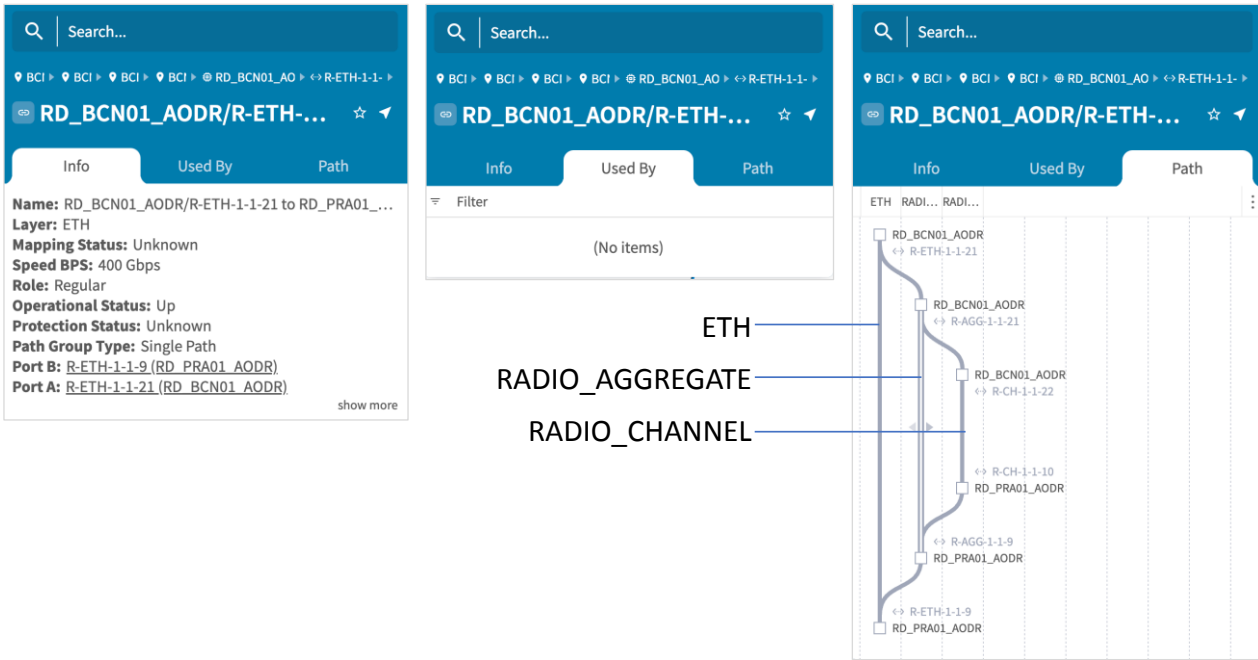 Search...
BCI BCI BCI BCI RD_BCN01_AO R-ETH-1-1-
RD_BCN01_AODR/R-ETH-...
Info Used By Path
Name: RD_BCN01_AODR/R-ETH-1-1-21 to RD_PRA01_...
Layer: ETH
Mapping Status: Unknown
Speed BPS: 400 Gbps
Role: Regular
Operational Status: Up
Protection Status: Unknown
Path Group Type: Single Path
Port B: R-ETH-1-1-9 (RD_PRA01_AODR)
Port A: R-ETH-1-1-21 (RD_BCN01_AODR)
show more
Search...
BCI BCI BCI BCI RD_BCN01_AO R-ETH-1-1-
RD_BCN01_AODR/R-ETH-...
Info Used By Path
Filter
(No items)
ETH
RADIO_AGGREGATE
RADIO_CHANNEL
Search...
BCI BCI BCI BCI RD_BCN01_AO R-ETH-1-1-
RD_BCN01_AODR/R-ETH-...
Info Used By Path
ETH RADI... RADI...
RD_BCN01_AODR
R-ETH-1-1-21
RD_BCN01_AODR
R-AGG-1-1-21
RD_BCN01_AODR
R-CH-1-1-22
R-CH-1-1-10
RD_PRA01_AODR
R-AGG-1-1-9
RD_PRA01_AODR
R-ETH-1-1-9
RD_PRA01_AODR